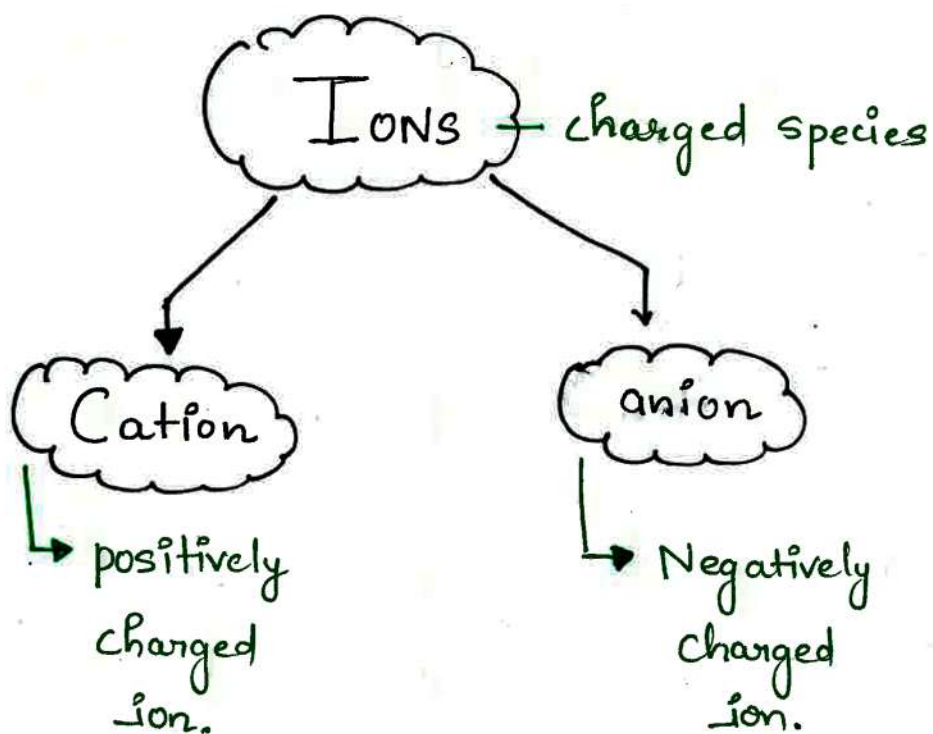 IONS – charged species
Cation
anion
positively
charged
ion.
Negatively
charged
ion.